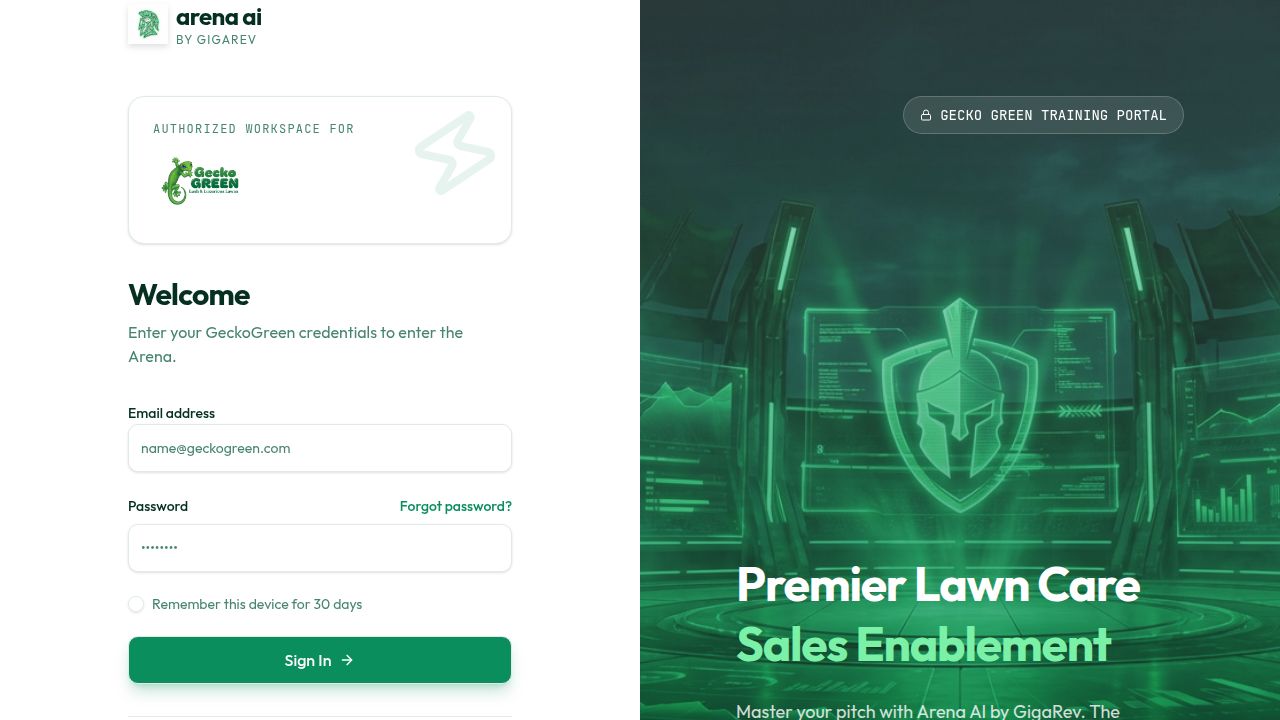 arena ai
BY GIGAREV
AUTHORIZED WORKSPACE FOR
Gecko
GREEN
Welcome
Enter your GeckoGreen credentials to enter the
Arena.
Email address
name@geckogreen.com
Password
Forgot password?
••••••••
Remember this device for 30 days
Sign In
GECKO GREEN TRAINING PORTAL
Premier Lawn Care
Sales Enablement
Master your pitch with Arena AI by GigaRev. The